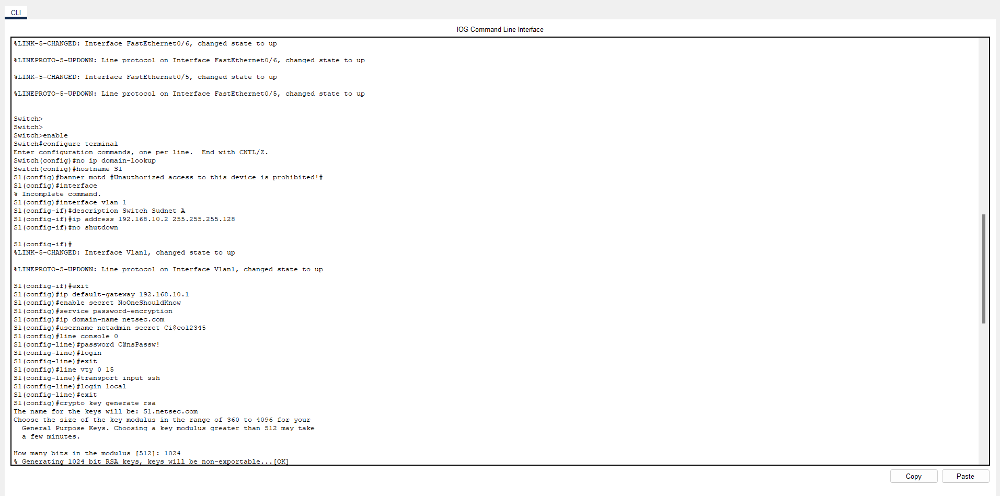 CLI
IOS Command Line Interface
%LINK-5-CHANGED: Interface FastEthernet0/6, changed state to up
%LINEPROTO-5-UPDOWN: Line protocol on Interface FastEthernet0/6, changed state to up
%LINK-5-CHANGED: Interface FastEthernet0/5, changed state to up
%LINEPROTO-5-UPDOWN: Line protocol on Interface FastEthernet0/5, changed state to up
Switch>
Switch>
Switch>enable
Switch#configure terminal
Enter configuration commands, one per line.  End with CNTL/Z.
Switch(config)#no ip domain-lookup
Switch(config)#hostname S1
S1(config)#banner motd #Unauthorized access to this device is prohibited!#
S1(config)#interface
% Incomplete command.
S1(config)#interface vlan 1
S1(config-if)#description Switch Sudnet A
S1(config-if)#ip address 192.168.10.2 255.255.255.128
S1(config-if)#no shutdown
S1(config-if)#
%LINK-5-CHANGED: Interface Vlan1, changed state to up
%LINEPROTO-5-UPDOWN: Line protocol on Interface Vlan1, changed state to up
S1(config-if)#exit
S1(config)#ip default-gateway 192.168.10.1
S1(config)#enable secret NoOneShouldKnow
S1(config)#service password-encryption
S1(config)#ip domain-name netsec.com
S1(config)#username netadmin secret Ci$co12345
S1(config)#line console 0
S1(config-line)#password C@nsPassw!
S1(config-line)#login
S1(config-line)#exit
S1(config)#line vty 0 15
S1(config-line)#transport input ssh
S1(config-line)#login local
S1(config-line)#exit
S1(config)#crypto key generate rsa
The name for the keys will be: S1.netsec.com
Choose the size of the key modulus in the range of 360 to 4096 for your
General Purpose Keys. Choosing a key modulus greater than 512 may take
a few minutes.
How many bits in the modulus [512]: 1024
% Generating 1024 bit RSA keys, keys will be non-exportable...[OK]
Copy
Paste